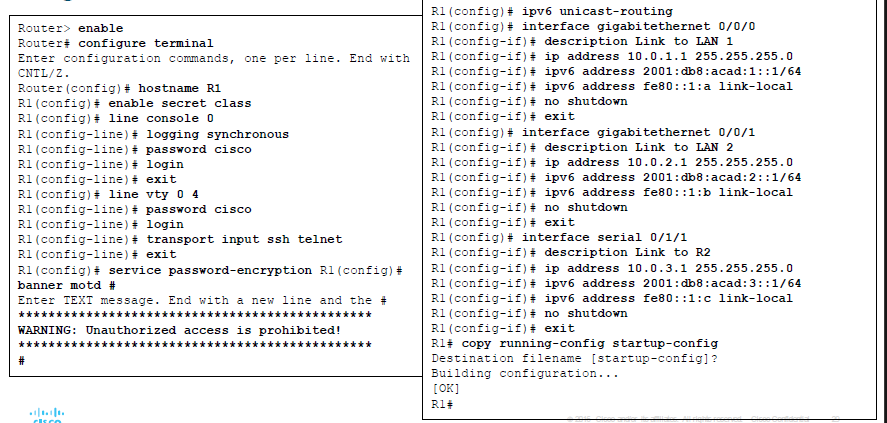 Router> enable
Router# configure terminal
Enter configuration commands, one per line. End with
CNTL/Z.
Router(config)# hostname R1
R1(config)# enable secret class
R1(config)# line console 0
R1(config-line)# logging synchronous
R1(config-line)# password cisco
R1(config-line)# login
R1(config-line)# exit
R1(config)# line vty 0 4
R1(config-line)# password cisco
R1(config-line)# login
R1(config-line)# transport input ssh telnet
R1(config-line)# exit
R1(config)# service password-encryption R1(config)#
banner motd #
Enter TEXT message. End with a new line and the #
***********************************************
WARNING: Unauthorized access is prohibited!
***********************************************
#
R1(config)# ipv6 unicast-routing
R1(config)# interface gigabitethernet 0/0/0
R1(config-if)# description Link to LAN 1
R1(config-if)# ip address 10.0.1.1 255.255.255.0
R1(config-if)# ipv6 address 2001:db8:acad:1::1/64
R1(config-if)# ipv6 address fe80::1:a link-local
R1(config-if)# no shutdown
R1(config-if)# exit
R1(config)# interface gigabitethernet 0/0/1
R1(config-if)# description Link to LAN 2
R1(config-if)# ip address 10.0.2.1 255.255.255.0
R1(config-if)# ipv6 address 2001:db8:acad:2::1/64
R1(config-if)# ipv6 address fe80::1:b link-local
R1(config-if)# no shutdown
R1(config-if)# exit
R1(config)# interface serial 0/1/1
R1(config-if)# description Link to R2
R1(config-if)# ip address 10.0.3.1 255.255.255.0
R1(config-if)# ipv6 address 2001:db8:acad:3::1/64
R1(config-if)# ipv6 address fe80::1:c link-local
R1(config-if)# no shutdown
R1(config-if)# exit
R1# copy running-config startup-config
Destination filename [startup-config]?
Building configuration...
[OK]
R1#
cisco
Cisco and/or its affiliates. All rights reserved. Cisco Confidential